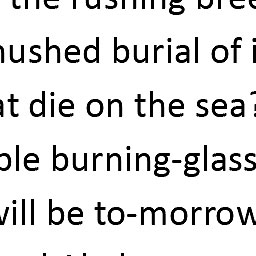 the rushing bree
hushed burial of i
at die on the sea?
ble burning-glass
will be to-morrow